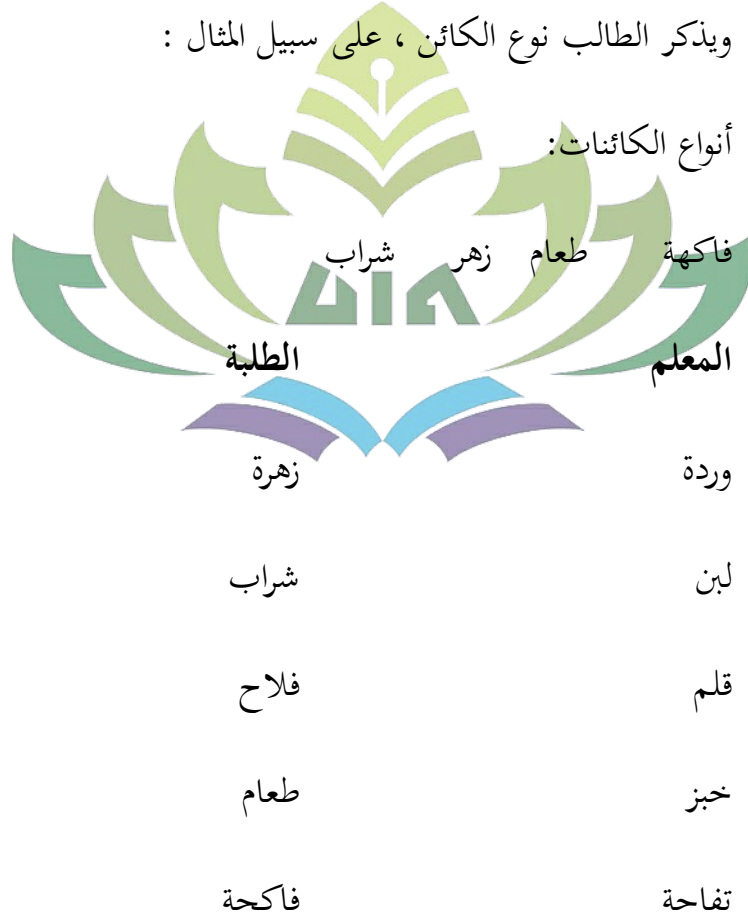 ويذكر الطالب نوع الكائن ، على سبيل المثال :
أنواع الكائنات:
فاكهة طعام زهر شراب
المعلم الطلبة
وردة زهرة
لبن شراب
قلم فلاح
خبز طعام
تفاحة فاكحة